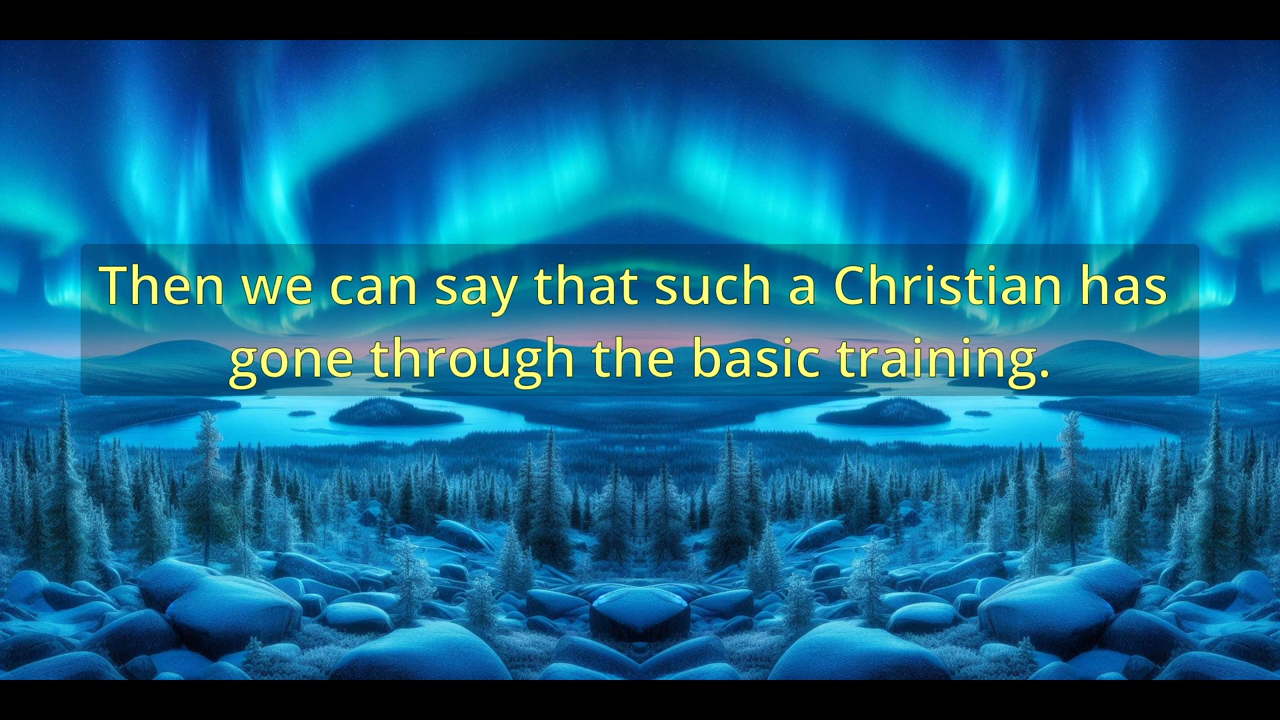 Then we can say that such a Christian has
gone through the basic training.